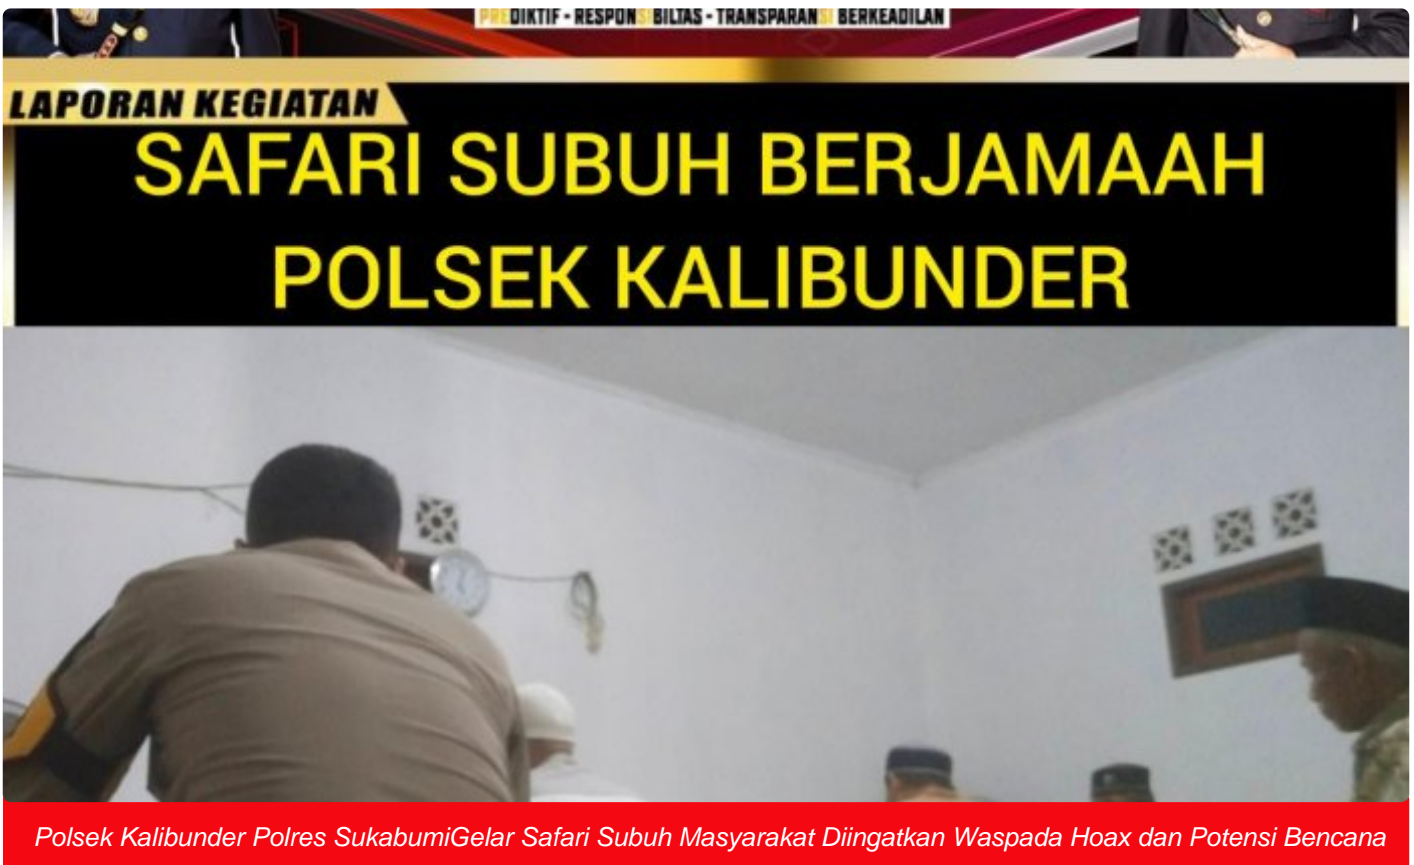 PREDIKTIF - RESPONSIBILTAS - TRANSPARANSI BERKEADILAN
LAPORAN KEGIATAN
SAFARI SUBUH BERJAMAAH
POLSEK KALIBUNDER
Polsek Kalibunder Polres SukabumiGelar Safari Subuh Masyarakat Diingatkan Waspada Hoax dan Potensi Bencana